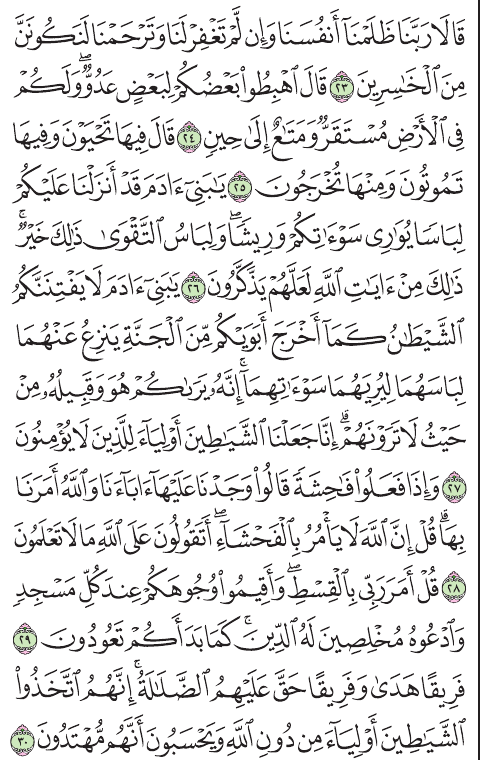 قَالَا رَبَّنَا ظَلَمْنَآ أَنفُسَنَا وَإِن لَّمْ تَغْفِرْ لَنَا وَتَرْحَمْنَا لَنَكُونَنَّ
مِنَ ٱلْخَٰسِرِينَ ٢٣ قَالَ ٱهْبِطُوا۟ بَعْضُكُمْ لِبَعْضٍ عَدُوٌّ ۖ وَلَكُمْ
فِى ٱلْأَرْضِ مُسْتَقَرٌّ وَمَتَٰعٌ إِلَىٰ حِينٍ ٢٤ قَالَ فِيهَا تَحْيَوْنَ وَفِيهَا
تَمُوتُونَ وَمِنْهَا تُخْرَجُونَ ٢٥ يَٰبَنِىٓ ءَادَمَ قَدْ أَنزَلْنَا عَلَيْكُمْ
لِبَاسًا يُوَٰرِى سَوْءَٰتِكُمْ وَرِيشًا ۖ وَلِبَاسُ ٱلتَّقْوَىٰ ذَٰلِكَ خَيْرٌ ۚ
ذَٰلِكَ مِنْ ءَايَٰتِ ٱللَّهِ لَعَلَّهُمْ يَذَّكَّرُونَ ٢٦ يَٰبَنِىٓ ءَادَمَ لَا يَفْتِنَنَّكُمُ
ٱلشَّيْطَٰنُ كَمَآ أَخْرَجَ أَبَوَيْكُم مِّنَ ٱلْجَنَّةِ يَنزِعُ عَنْهُمَا
لِبَاسَهُمَا لِيُرِيَهُمَا سَوْءَٰتِهِمَآ ۗ إِنَّهُۥ يَرَىٰكُمْ هُوَ وَقَبِيلُهُۥ مِنْ
حَيْثُ لَا تَرَوْنَهُمْ ۗ إِنَّا جَعَلْنَا ٱلشَّيَٰطِينَ أَوْلِيَآءَ لِلَّذِينَ لَا يُؤْمِنُونَ
٢٧ وَإِذَا فَعَلُوا۟ فَٰحِشَةً قَالُوا۟ وَجَدْنَا عَلَيْهَآ ءَابَآءَنَا وَٱللَّهُ أَمَرَنَا
بِهَا ۗ قُلْ إِنَّ ٱللَّهَ لَا يَأْمُرُ بِٱلْفَحْشَآءِ ۖ أَتَقُولُونَ عَلَى ٱللَّهِ مَا لَا تَعْلَمُونَ
٢٨ قُلْ أَمَرَ رَبِّى بِٱلْقِسْطِ ۖ وَأَقِيمُوا۟ وُجُوهَكُمْ عِندَ كُلِّ مَسْجِدٍ
وَٱدْعُوهُ مُخْلِصِينَ لَهُ ٱلدِّينَ ۚ كَمَا بَدَأَكُمْ تَعُودُونَ ٢٩
فَرِيقًا هَدَىٰ وَفَرِيقًا حَقَّ عَلَيْهِمُ ٱلضَّلَٰلَةُ ۗ إِنَّهُمُ ٱتَّخَذُوا۟
ٱلشَّيَٰطِينَ أَوْلِيَآءَ مِن دُونِ ٱللَّهِ وَيَحْسَبُونَ أَنَّهُم مُّهْتَدُونَ ٣٠